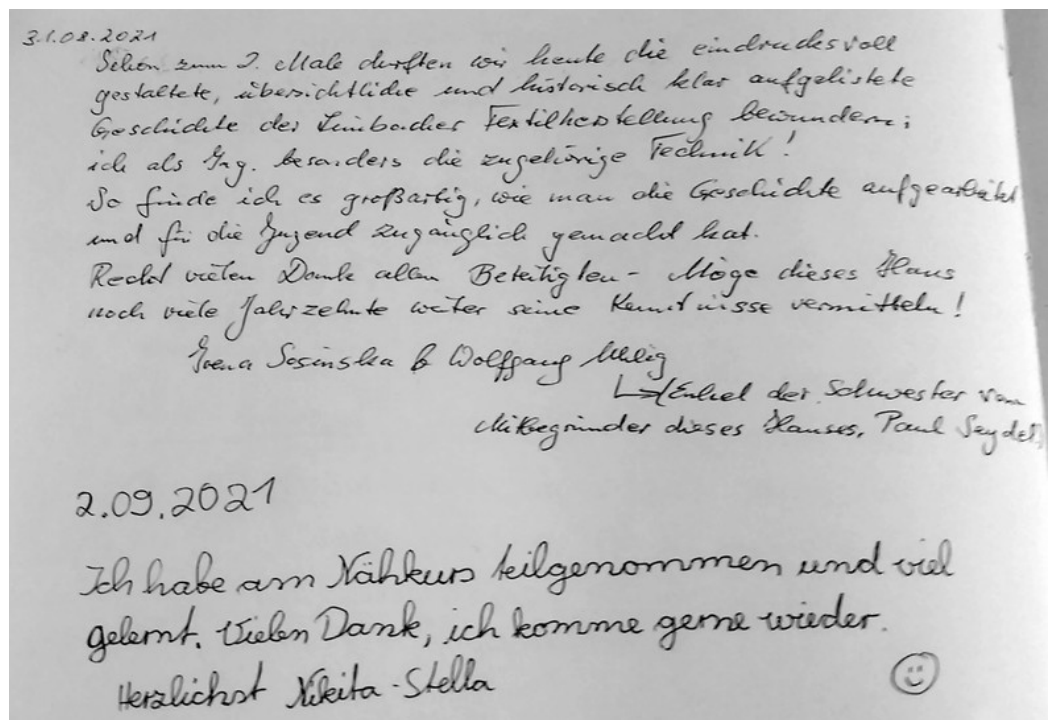 31.08.2021
Schon zum 2. Male durften wir heute die eindrucksvoll
gestaltete, übersichtliche und historisch klar aufgelistete
Geschichte der Limbacher Textilherstellung bewundern;
ich als Ing. besonders die zugehörige Technik!
So finde ich es großartig, wie man die Geschichte aufgearbeitet
und für die Jugend zugänglich gemacht hat.
Recht vielen Dank allen Beteiligten - Möge dieses Haus
noch viele Jahrzehnte weiter seine Kenntnisse vermitteln!
Sosinska & Wolfgang Uhlig
↳ (Enkel der Schwester vom
Mitbegründer dieses Hauses, Paul Seydel)
2.09.2021
Ich habe am Nähkurs teilgenommen und viel
gelernt. Vielen Dank, ich komme gerne wieder.
Herzlichst Nikita-Stella